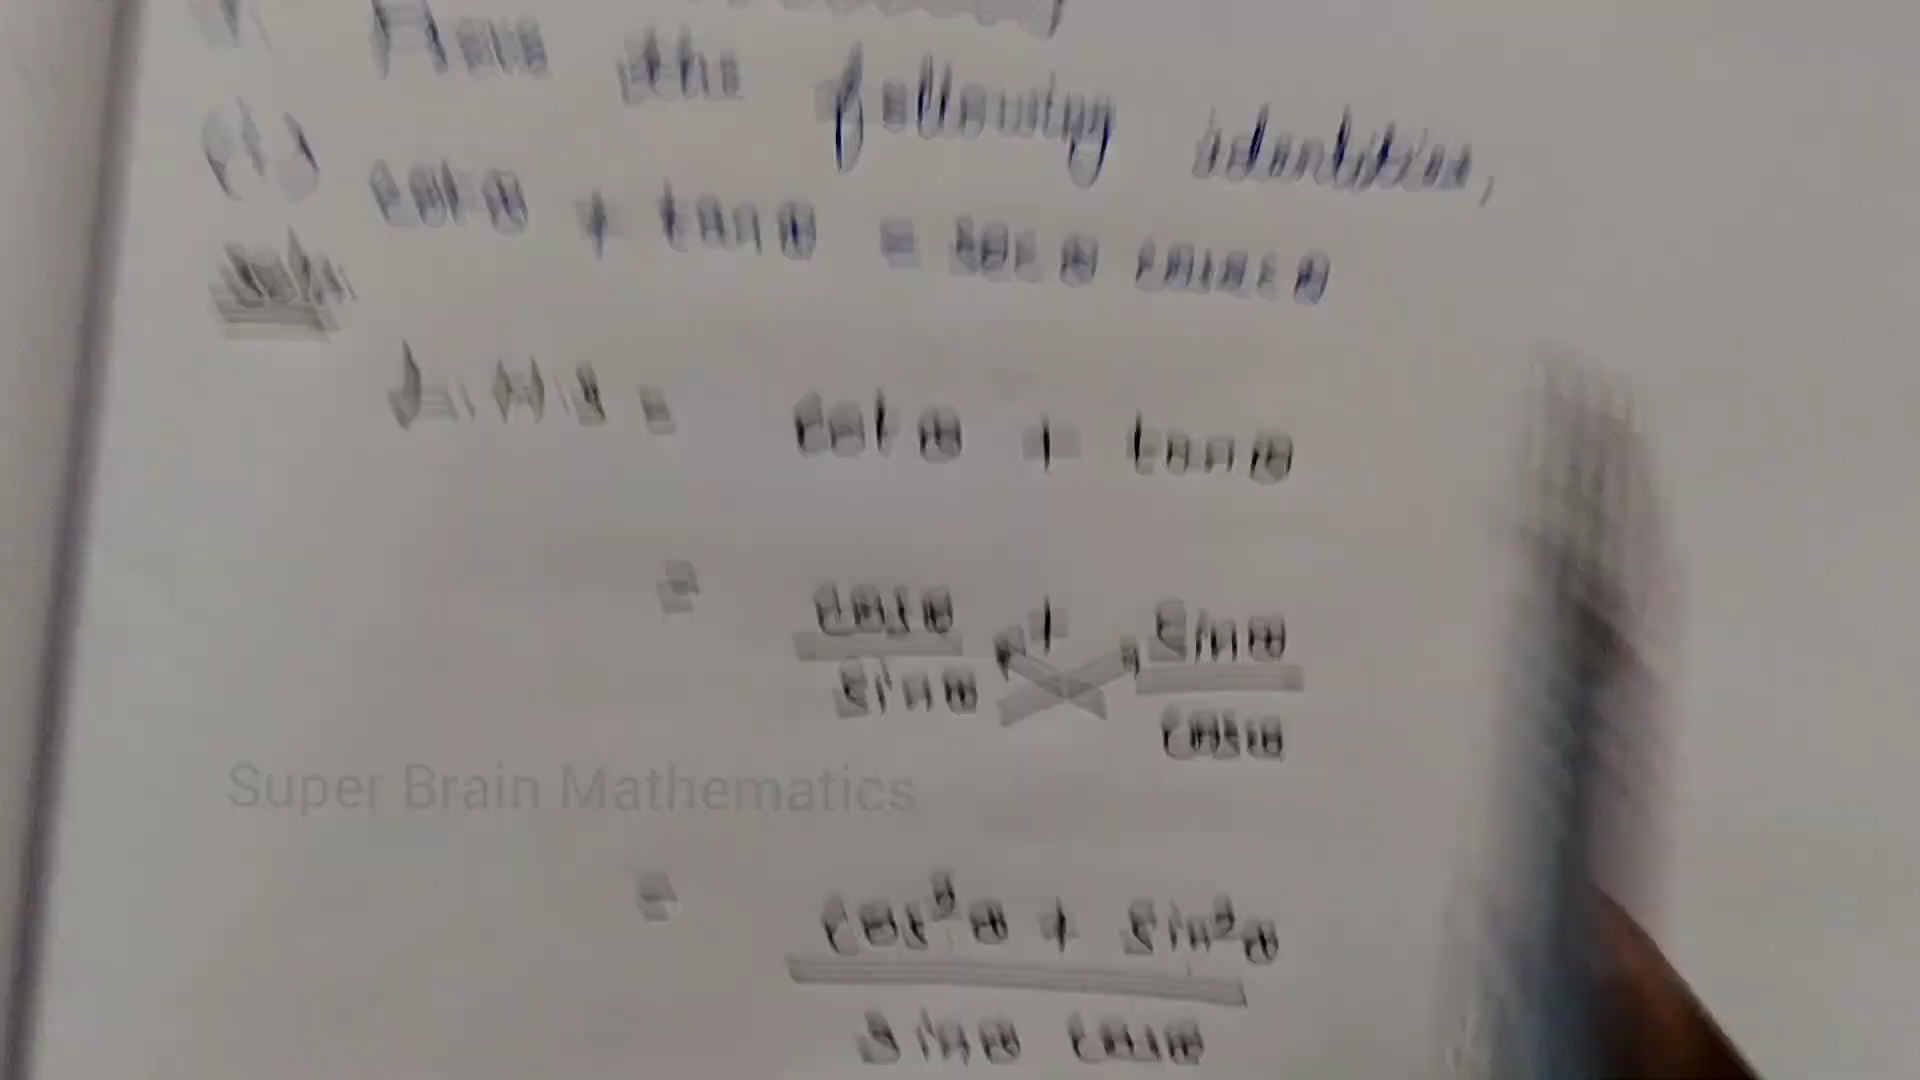 Prove the following identities,
cot θ + tan θ = sec θ cosec θ
Soln
L.H.S = cot θ + tan θ
= cos θ / sin θ + sin θ / cos θ
Super Brain Mathematics
= cos²θ + sin²θ / sin θ cos θ